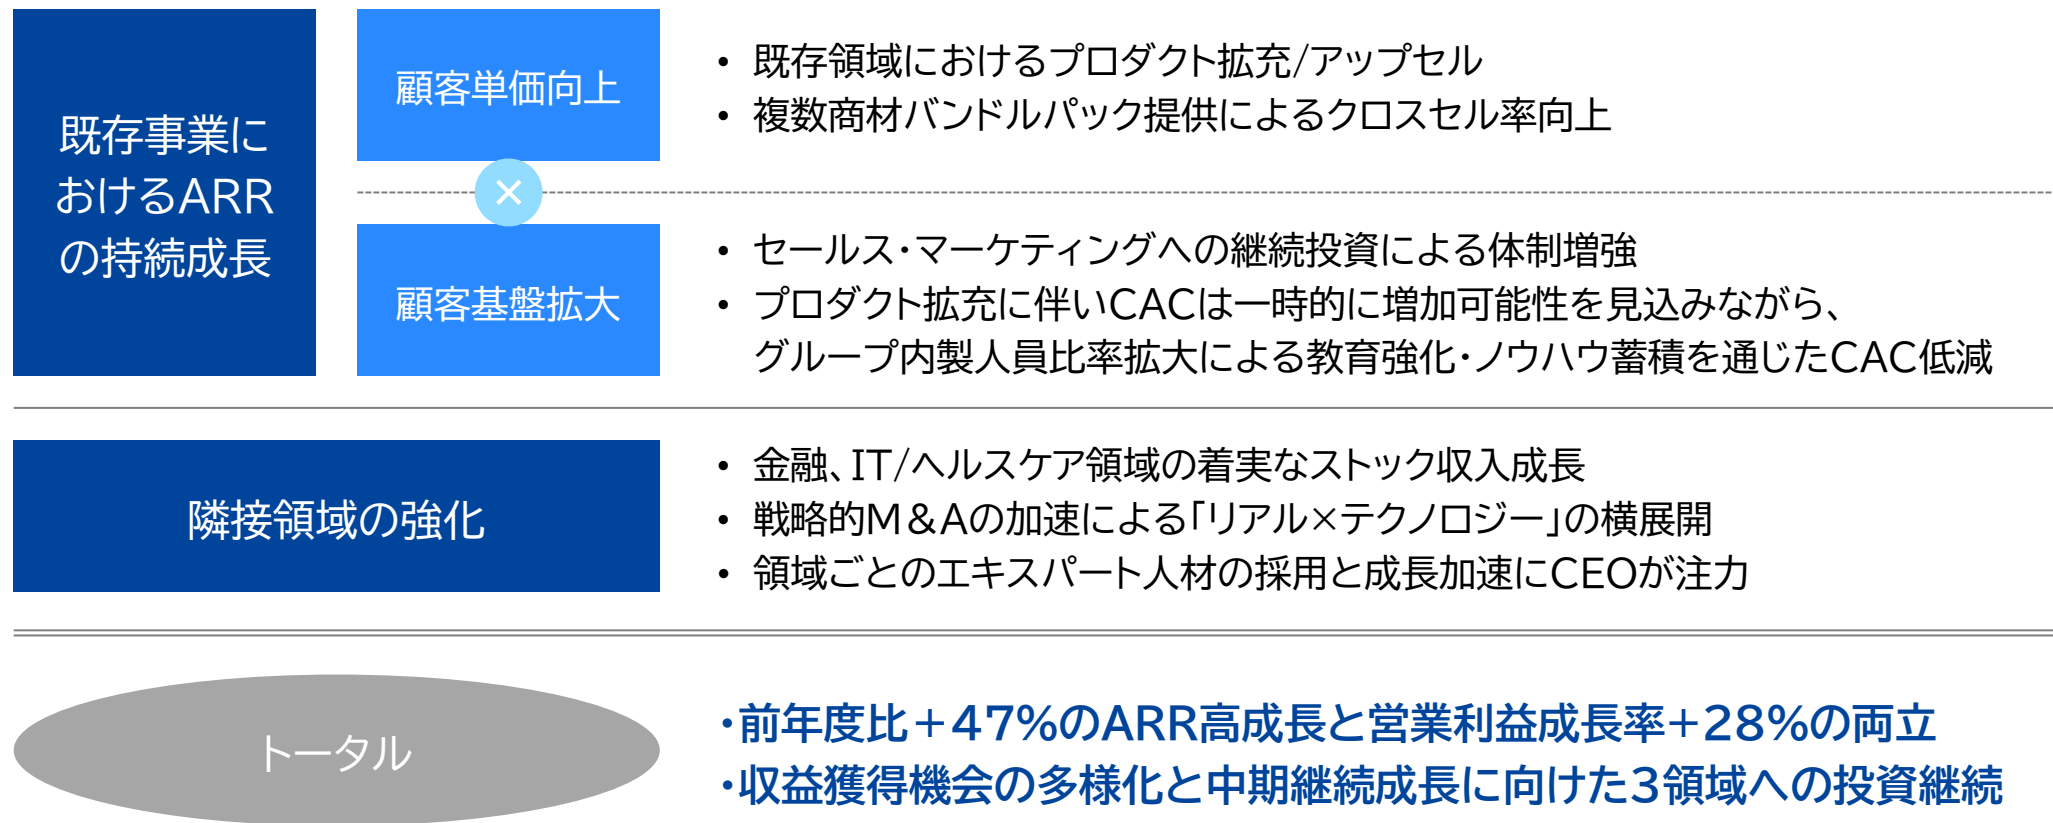 既存事業に
おけるARR
の持続成長
顧客単価向上
• 既存領域におけるプロダクト拡充/アップセル
• 複数商材バンドルパック提供によるクロスセル率向上
×
顧客基盤拡大
• セールス・マーケティングへの継続投資による体制増強
• プロダクト拡充に伴いCACは一時的に増加可能性を見込みながら、
グループ内製人員比率拡大による教育強化・ノウハウ蓄積を通じたCAC低減
隣接領域の強化
• 金融、IT/ヘルスケア領域の着実なストック収入成長
• 戦略的M&Aの加速による「リアル×テクノロジー」の横展開
• 領域ごとのエキスパート人材の採用と成長加速にCEOが注力
トータル
・前年度比+47%のARR高成長と営業利益成長率+28%の両立
・収益獲得機会の多様化と中期継続成長に向けた3領域への投資継続